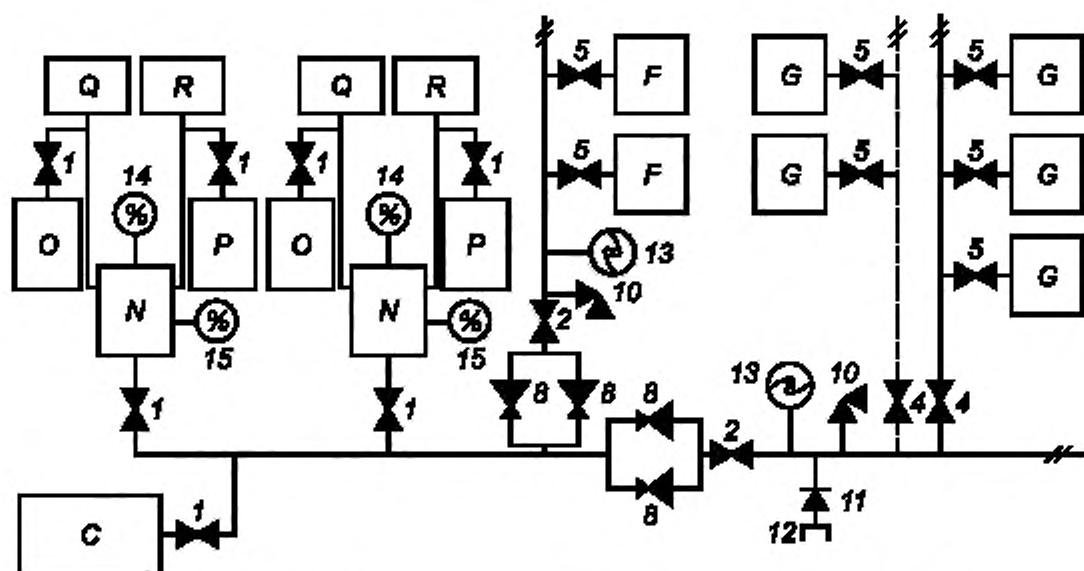 5 F G 5 5 G
Q R Q R
1 1 1 1
14 14 5 F G 5 5 G
% %
O P O P
13
N N 10 5 G
% % 2
15 15
13 10
1 1 8 8 8 4 4
2
C 1 8 11
12